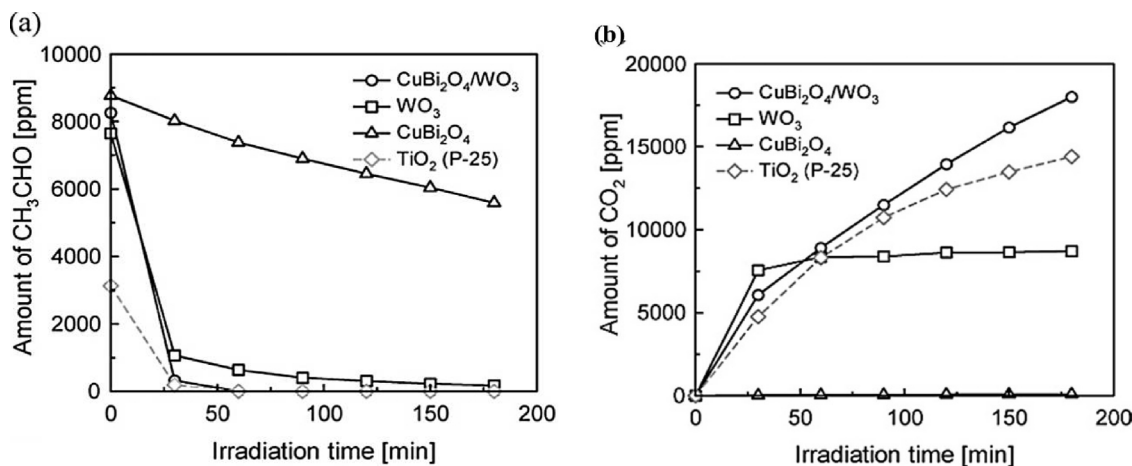 (a)
Amount of CH₃CHO [ppm]
10000
8000
6000
4000
2000
0
0
50
100
150
200
Irradiation time [min]
CuBi₂O₄/WO₃
WO₃
CuBi₂O₄
TiO₂ (P-25)
(b)
Amount of CO₂ [ppm]
20000
15000
10000
5000
0
0
50
100
150
200
Irradiation time [min]
CuBi₂O₄/WO₃
WO₃
CuBi₂O₄
TiO₂ (P-25)